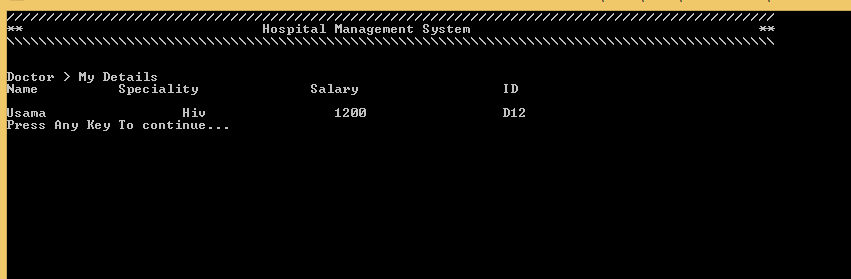 ////////////////////////////////////////////////////////////////////////////////////////////////
** Hospital Management System **
\\\\\\\\\\\\\\\\\\\\\\\\\\\\\\\\\\\\\\\\\\\\\\\\\\\\\\\\\\\\\\\\\\\\\\\\\\\\\\\\\\\\\\\\\\\\\\\\
Doctor > My Details
Name Speciality Salary ID
Usama Hiv 1200 D12
Press Any Key To continue...